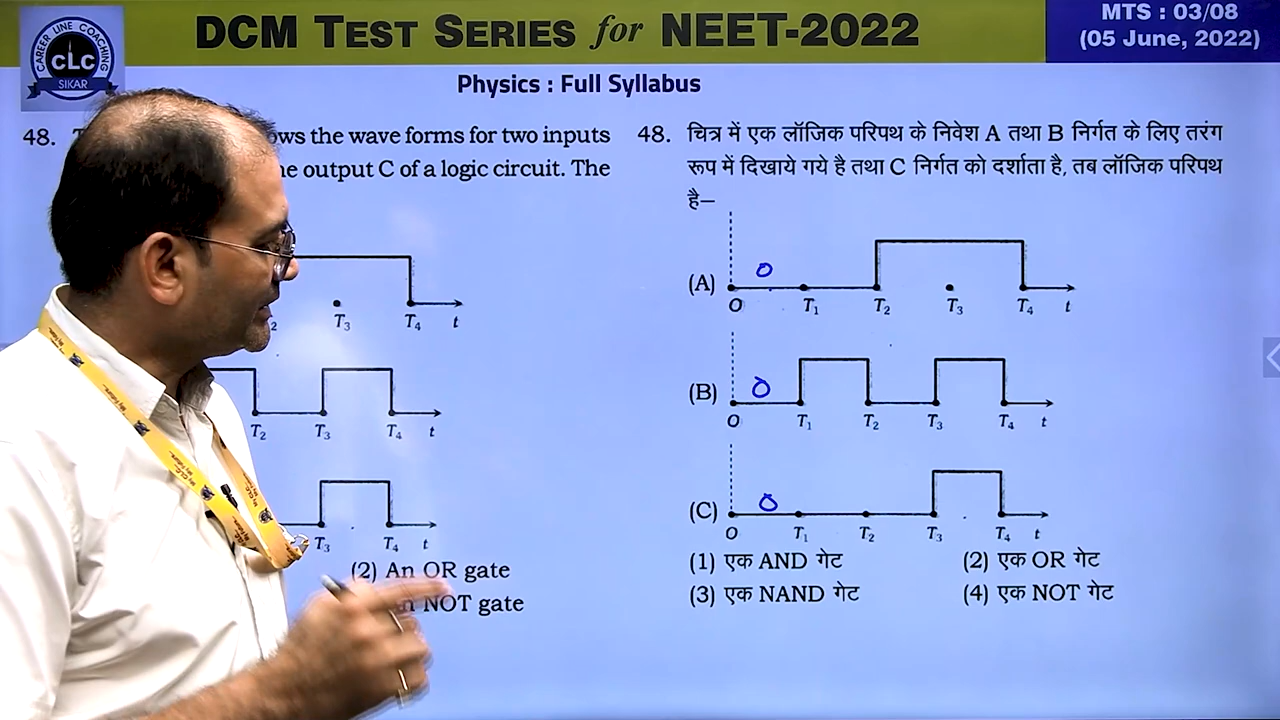 DCM TEST SERIES for NEET-2022
MTS : 03/08
(05 June, 2022)
CAREER LINE COACHING
CLC
SIKAR
Physics : Full Syllabus
48.
the wave forms for two inputs
output C of a logic circuit. The
T3 T4 t
T2 T3 T4 t
T3 T4 t
(2) An OR gate
NOT gate
48. चित्र में एक लॉजिक परिपथ के निवेश A तथा B निर्गत के लिए तरंग
रूप में दिखाये गये है तथा C निर्गत को दर्शाता है, तब लॉजिक परिपथ
है–
0
(A) O T1 T2 T3 T4 t
0
(B) O T1 T2 T3 T4 t
0
(C) O T1 T2 T3 T4 t
(1) एक AND गेट (2) एक OR गेट
(3) एक NAND गेट (4) एक NOT गेट